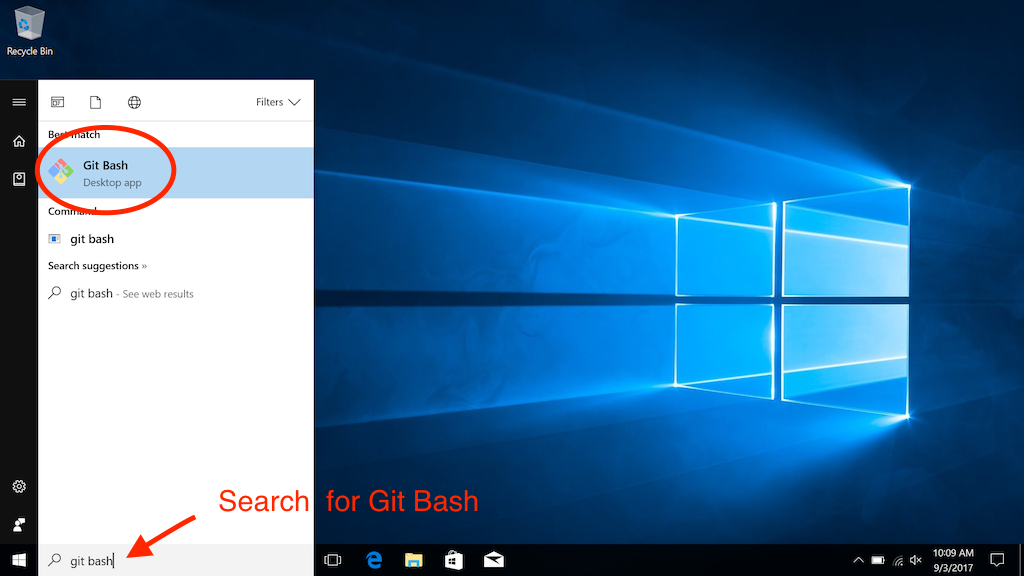 Recycle Bin
Filters
Best match
Git Bash
Desktop app
Command
git bash
Search suggestions »
git bash - See web results
Search for Git Bash
git bash
10:09 AM
9/3/2017